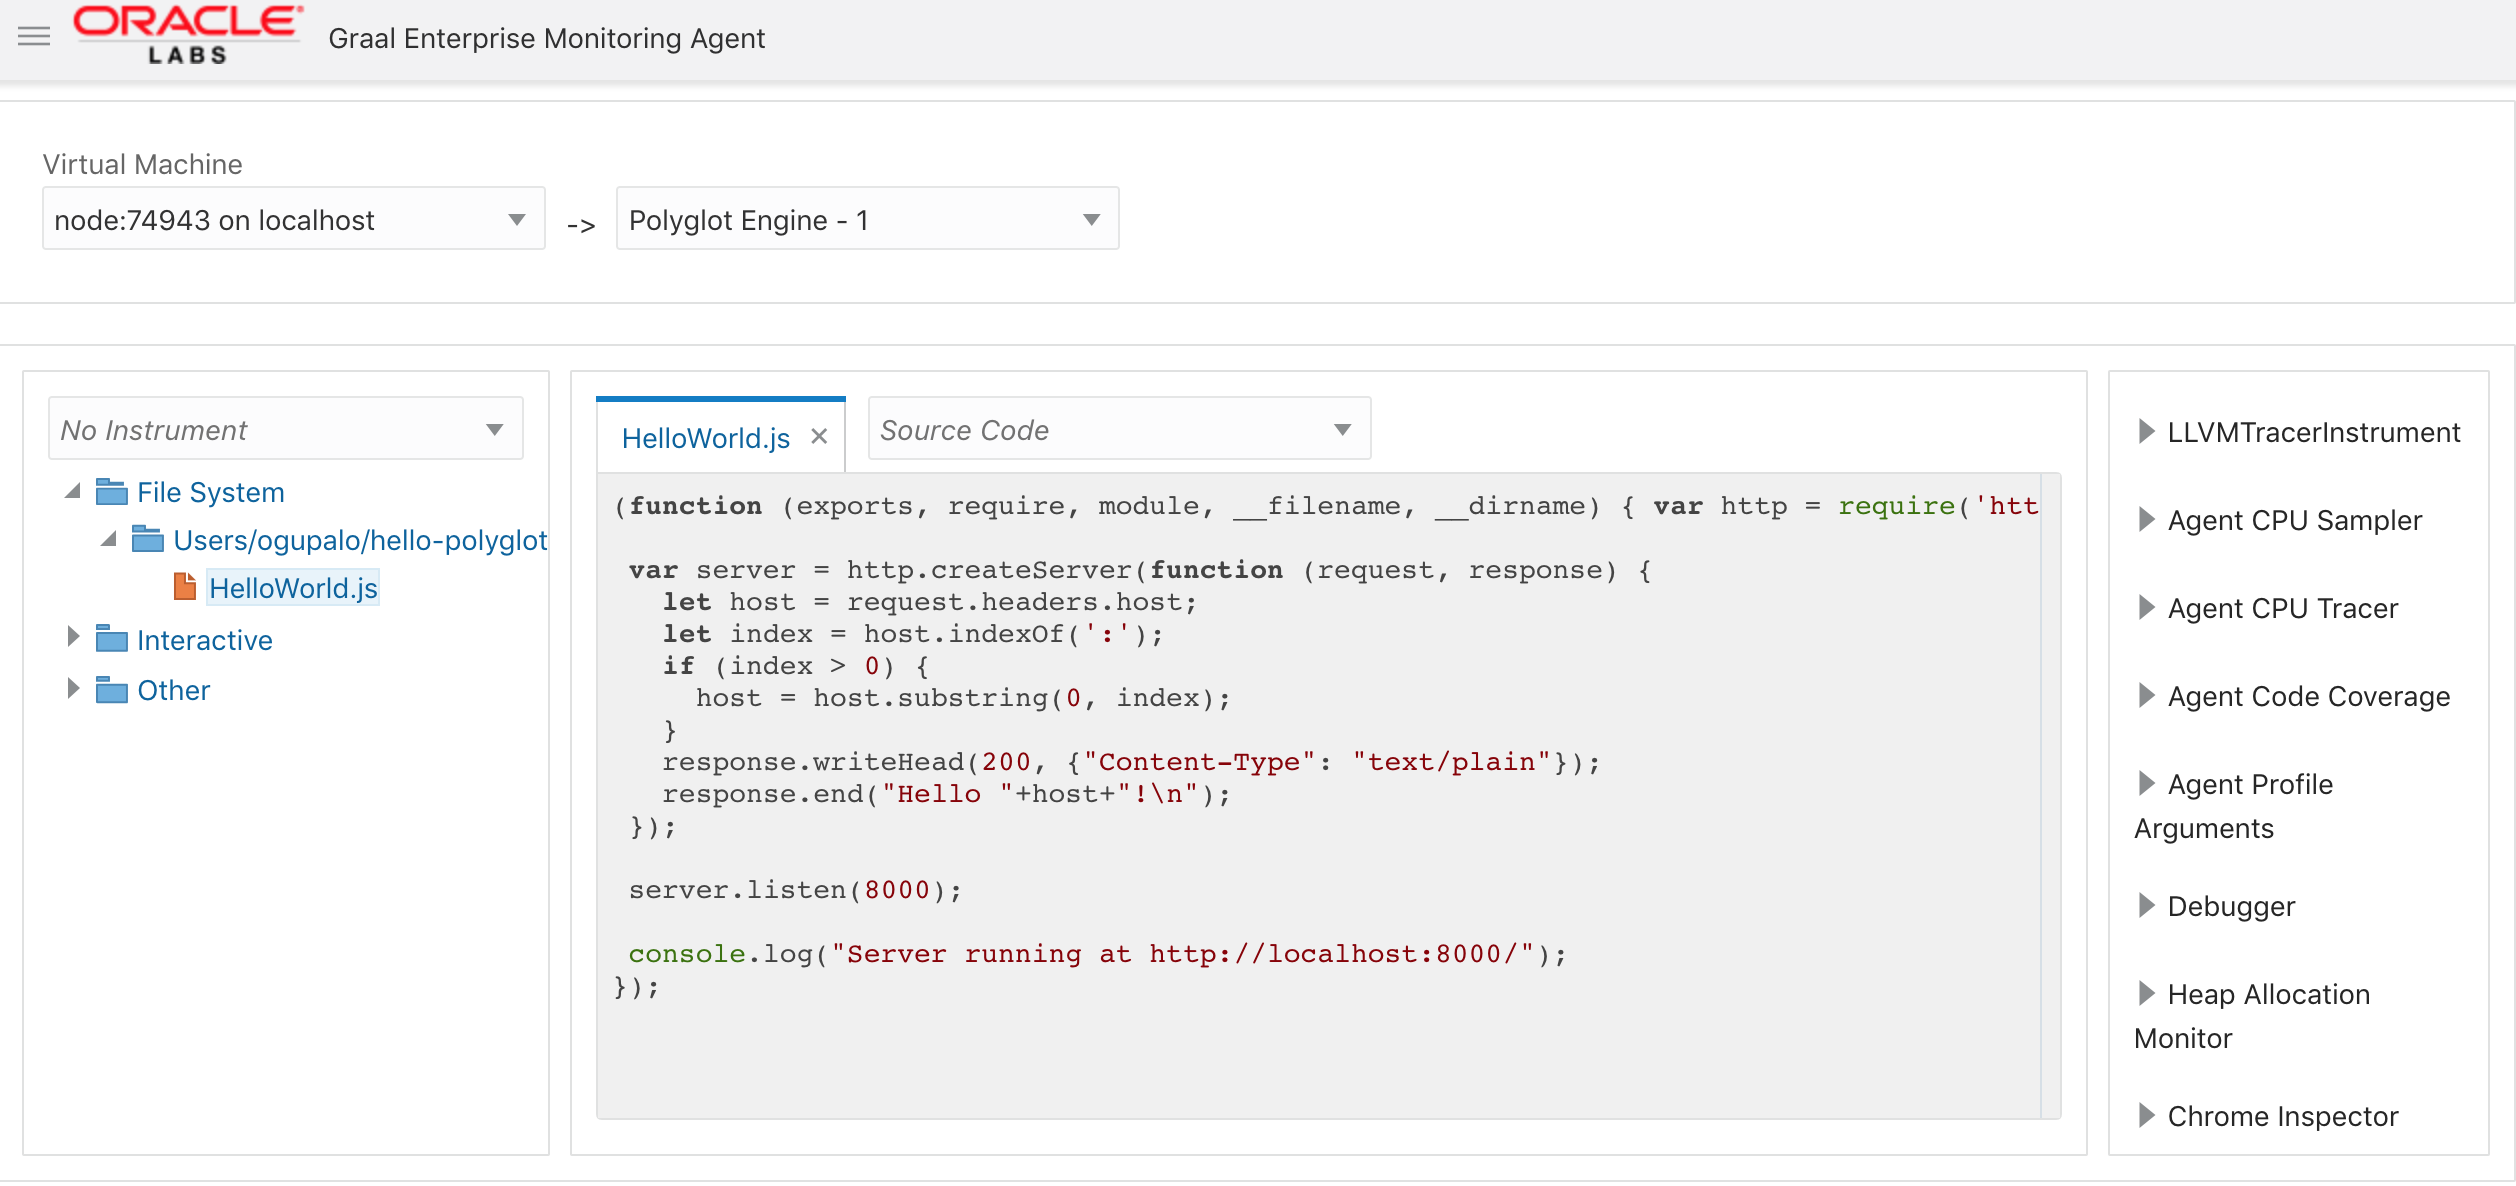 ORACLE
LABS
Graal Enterprise Monitoring Agent
Virtual Machine
node:74943 on localhost
->
Polyglot Engine - 1
No Instrument
File System
Users/ogupalo/hello-polyglot
HelloWorld.js
Interactive
Other
HelloWorld.js ×
Source Code
(function (exports, require, module, __filename, __dirname) { var http = require('htt
var server = http.createServer(function (request, response) {
let host = request.headers.host;
let index = host.indexOf(':');
if (index > 0) {
host = host.substring(0, index);
}
response.writeHead(200, {"Content-Type": "text/plain"});
response.end("Hello "+host+"!\n");
});
server.listen(8000);
console.log("Server running at http://localhost:8000/");
});
LLVMTracerInstrument
Agent CPU Sampler
Agent CPU Tracer
Agent Code Coverage
Agent Profile
Arguments
Debugger
Heap Allocation
Monitor
Chrome Inspector